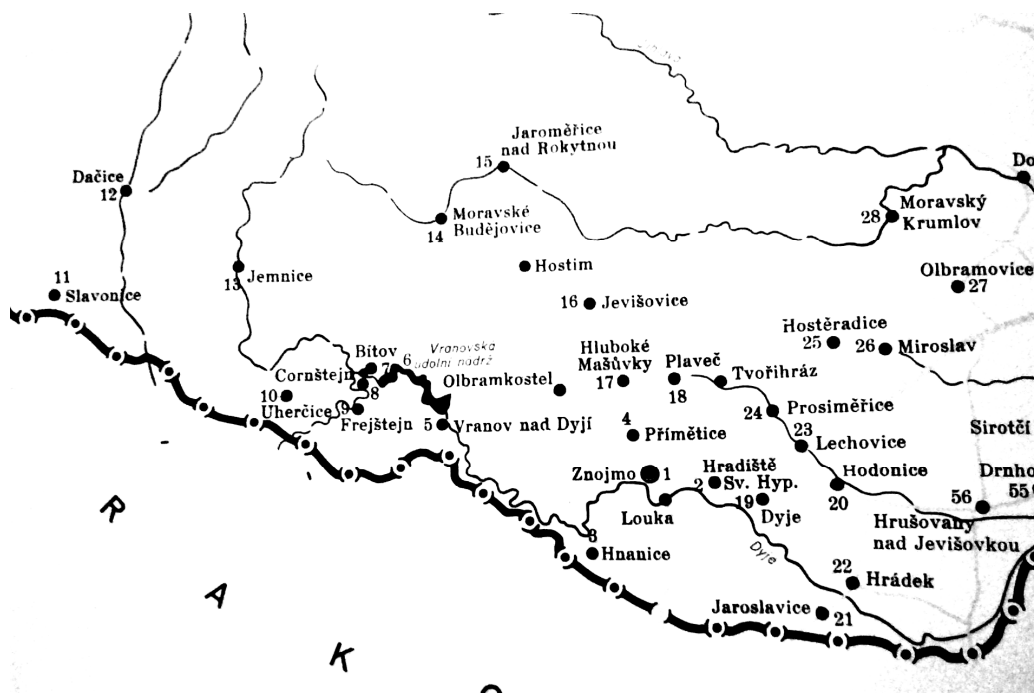 Jaroměřice
nad Rokytnou
15
Dačice
12
Moravské
Budějovice
14
Do
Moravský
Krumlov
28
Hostim
13 Jemnice
11
Slavonice
16 Jevišovice
Olbramovice
27
Hostěradice
25
26 Miroslav
Vranovska
údolní nádrž
Bítov
7
6
Cornštejn
8
Hluboké
Mašůvky
17
Plaveč
18
Tvořihráz
Olbramkostel
10
Uherčice
9
Frejštejn
5 Vranov nad Dyjí
4
Přímětice
24 Prosiměřice
23
Lechovice
Sirotčí
Znojmo 1
Hradiště
2 Sv. Hyp.
19
Dyje
Louka
Hodonice
20
Drnho
55
56
Hrušovany
nad Jevišovkou
3
Hnanice
Dyje
22
Hrádek
Jaroslavice
21
R
A
K